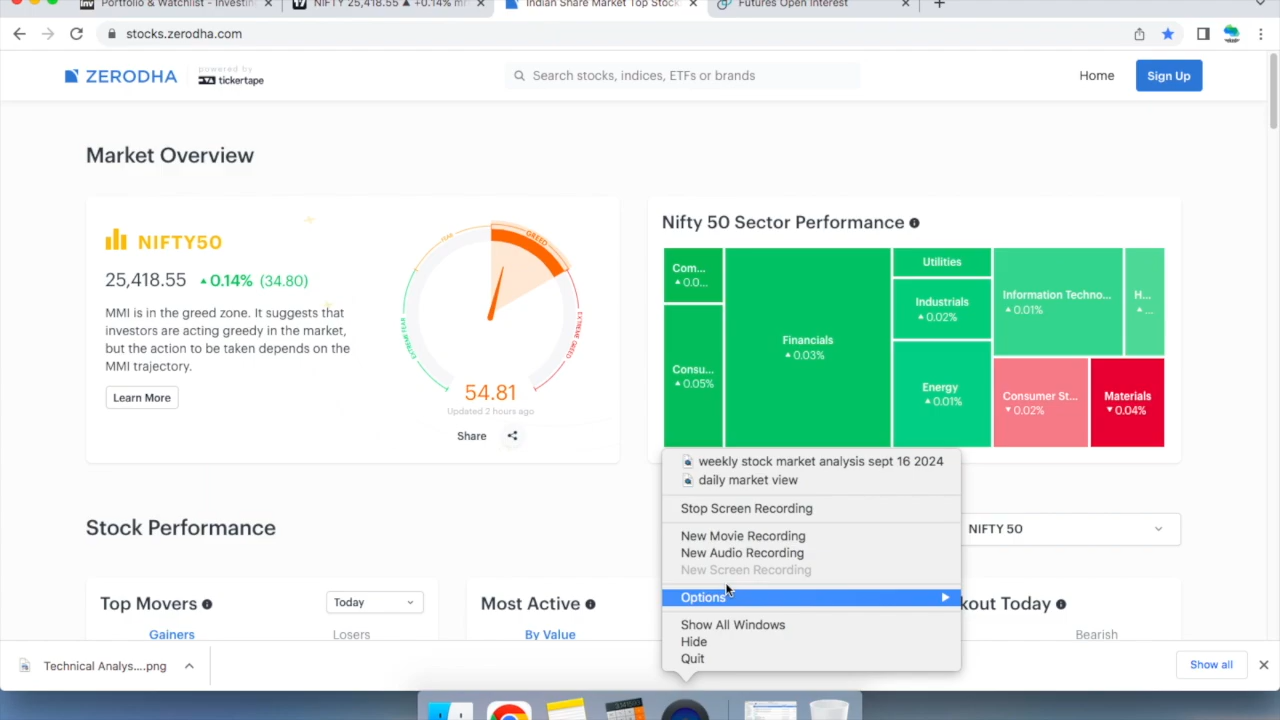 Portfolio & Watchlist - Investin
NIFTY 25,418.55 ▲ +0.14%
Indian Share Market Top Stock
Futures Open Interest
stocks.zerodha.com
ZERODHA
powered by
tickertape
Search stocks, indices, ETFs or brands
Home
Sign Up
Market Overview
NIFTY50
25,418.55 ▲ 0.14% (34.80)
MMI is in the greed zone. It suggests that
investors are acting greedy in the market,
but the action to be taken depends on the
MMI trajectory.
Learn More
EXTREME FEAR
FEAR
GREED
EXTREME GREED
54.81
Updated 2 hours ago
Share
Nifty 50 Sector Performance
Com...
▲ 0.0...
Consu...
▲ 0.05%
Financials
▲ 0.03%
Utilities
Industrials
▲ 0.02%
Energy
▲ 0.01%
Information Techno...
▲ 0.01%
H...
▲ ...
Consumer St...
▼ 0.02%
Materials
▼ 0.04%
weekly stock market analysis sept 16 2024
daily market view
Stop Screen Recording
New Movie Recording
New Audio Recording
New Screen Recording
Options
Show All Windows
Hide
Quit
Stock Performance
NIFTY 50
Top Movers
Today
Gainers
Losers
Most Active
By Value
kout Today
Bearish
Technical Analys....png
Show all